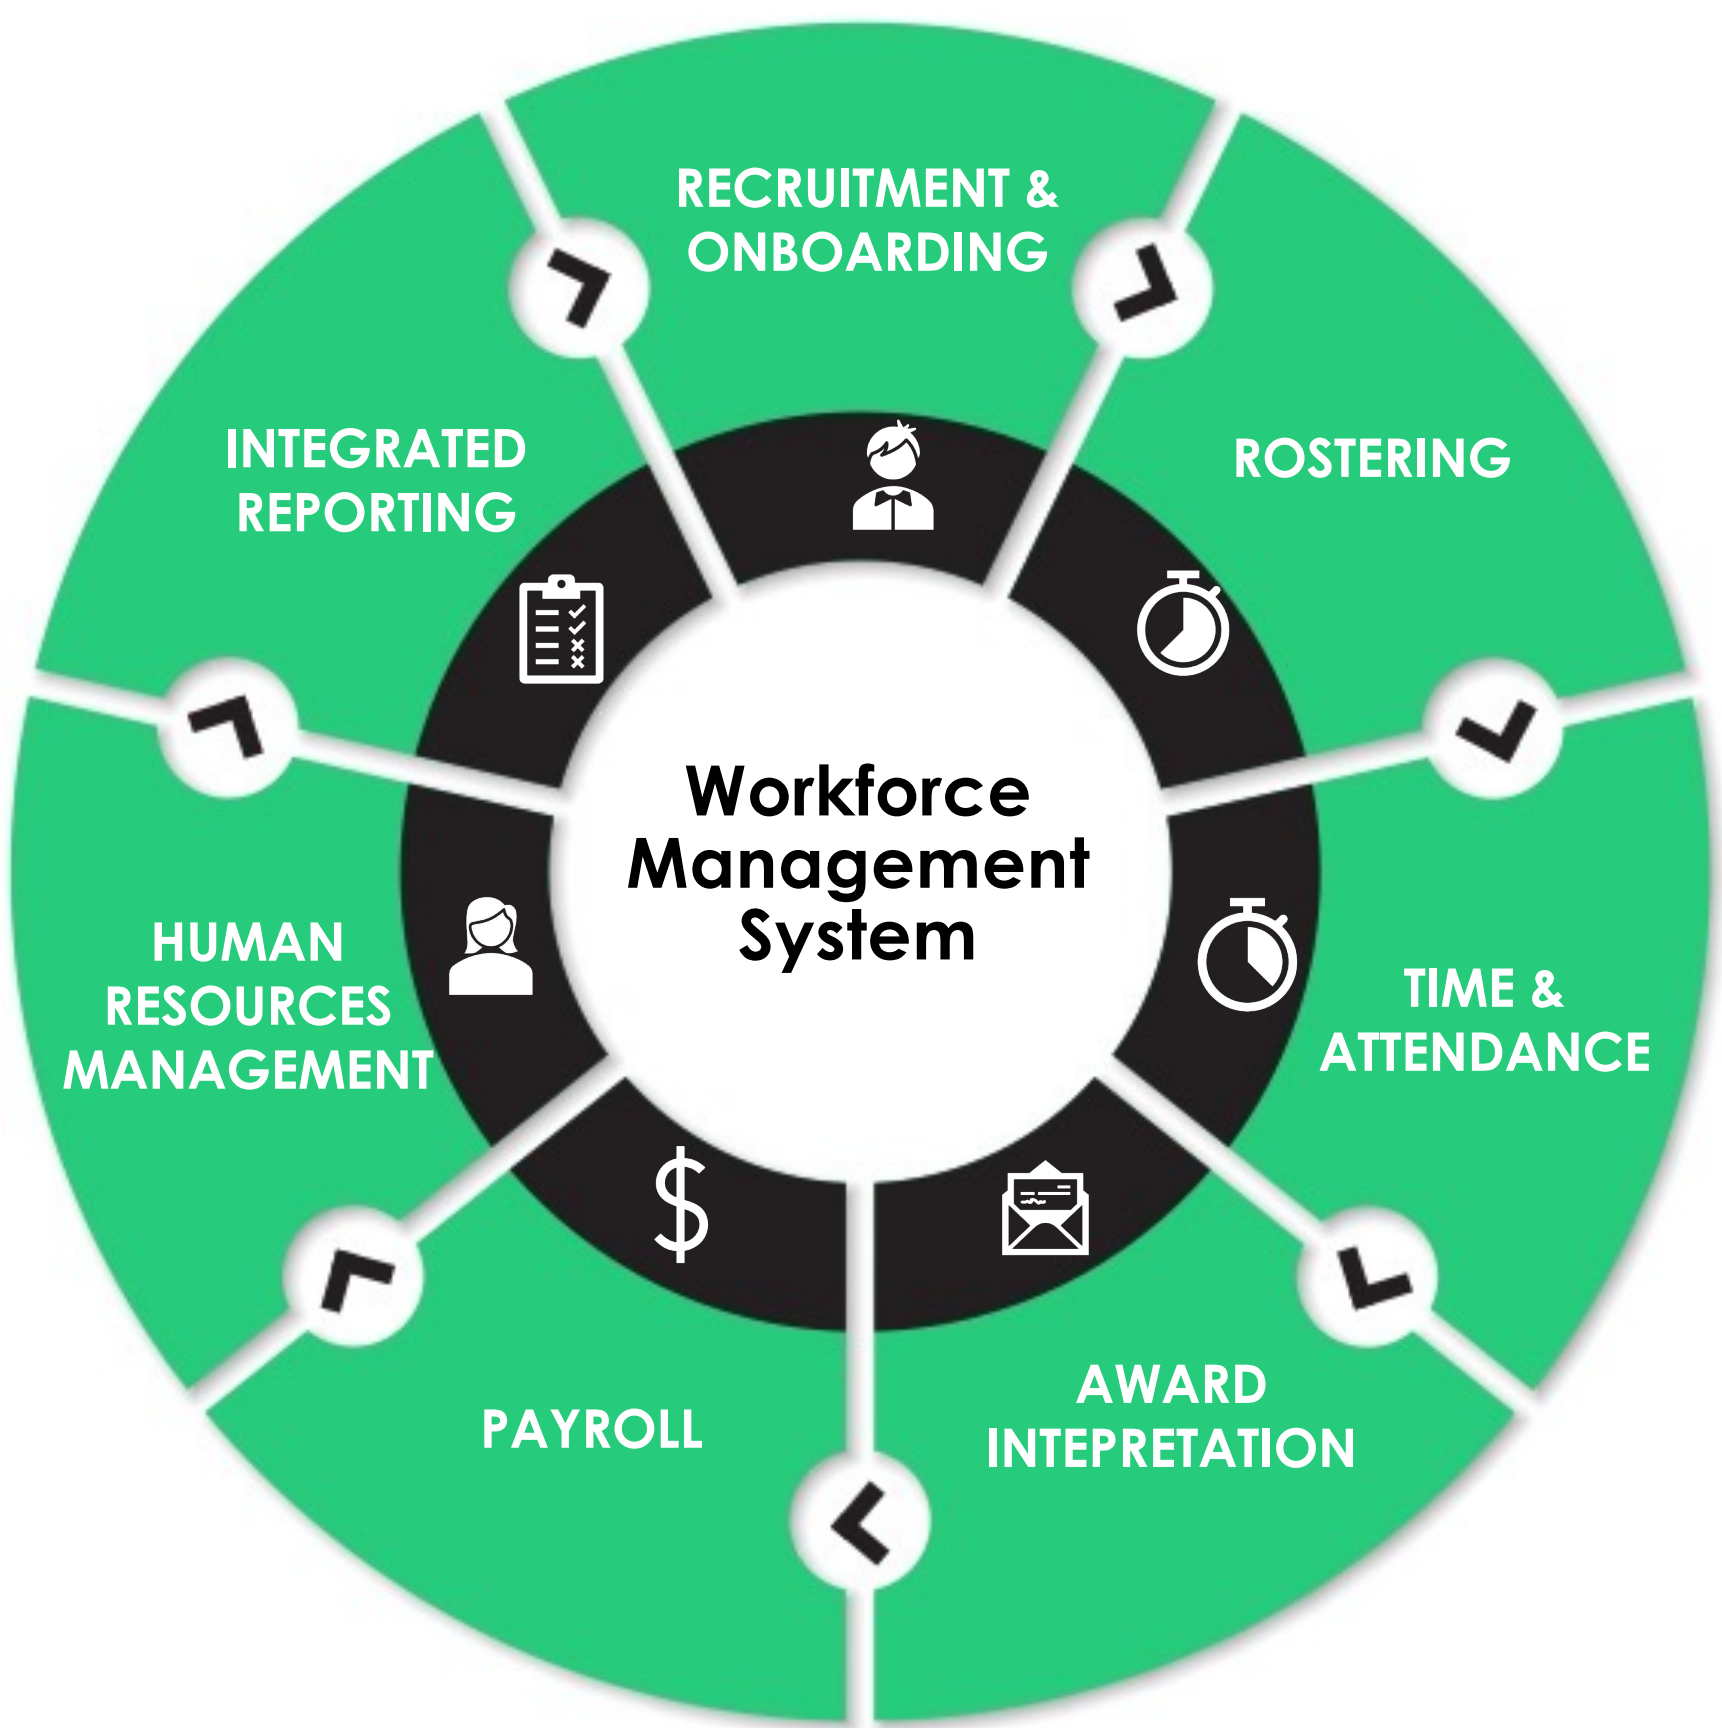 RECRUITMENT &
ONBOARDING
ROSTERING
TIME &
ATTENDANCE
AWARD
INTEPRETATION
PAYROLL
HUMAN
RESOURCES
MANAGEMENT
INTEGRATED
REPORTING
Workforce
Management
System
$